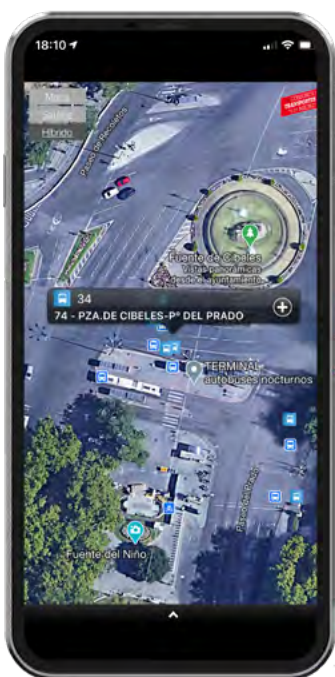 18:10
Mapa
Satélite
Híbrido
TRANSPORTES
Paseo de Recoletos
Fuente de Cibeles
Vistas panorámicas
desde el ayuntamiento
34
74 - PZA.DE CIBELES-Pº DEL PRADO
TERMINAL
autobuses nocturnos
Paseo del Prado
Fuente del Niño